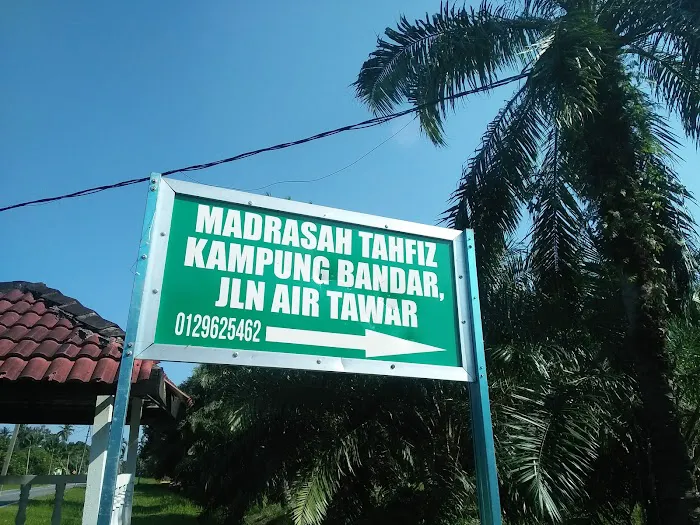 MADRASAH TAHFIZ
KAMPUNG BANDAR,
JLN AIR TAWAR
0129625462